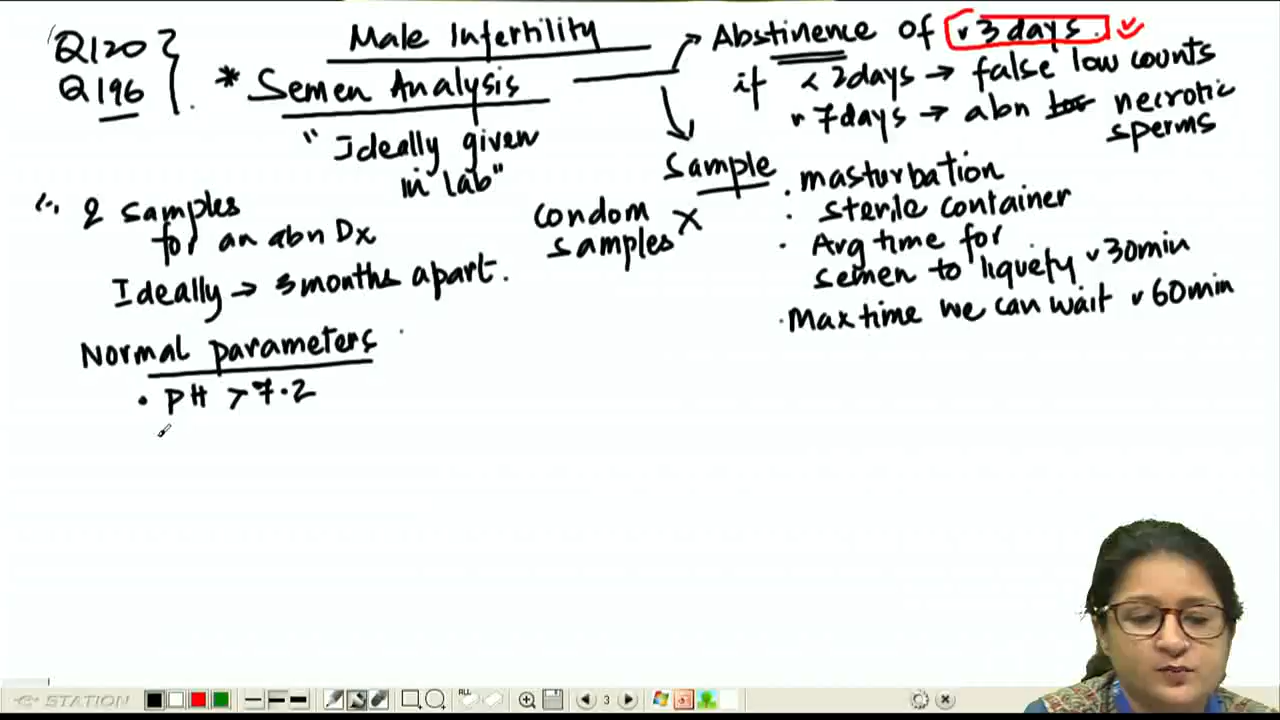 Q120
Q196
Male Infertility
* Semen Analysis
"Ideally given
in lab"
Abstinence of 3 days.
if < 2days → false low counts
7days → abn necrotic
sperms
Sample
condom
samples X
. masturbation
. sterile container
. Avg time for
semen to liquefy 30min
. Max time we can wait 60min
2 samples
for an abn Dx
Ideally → 3 months apart.
Normal parameters
• PH > 7.2
STATION
ALL
3